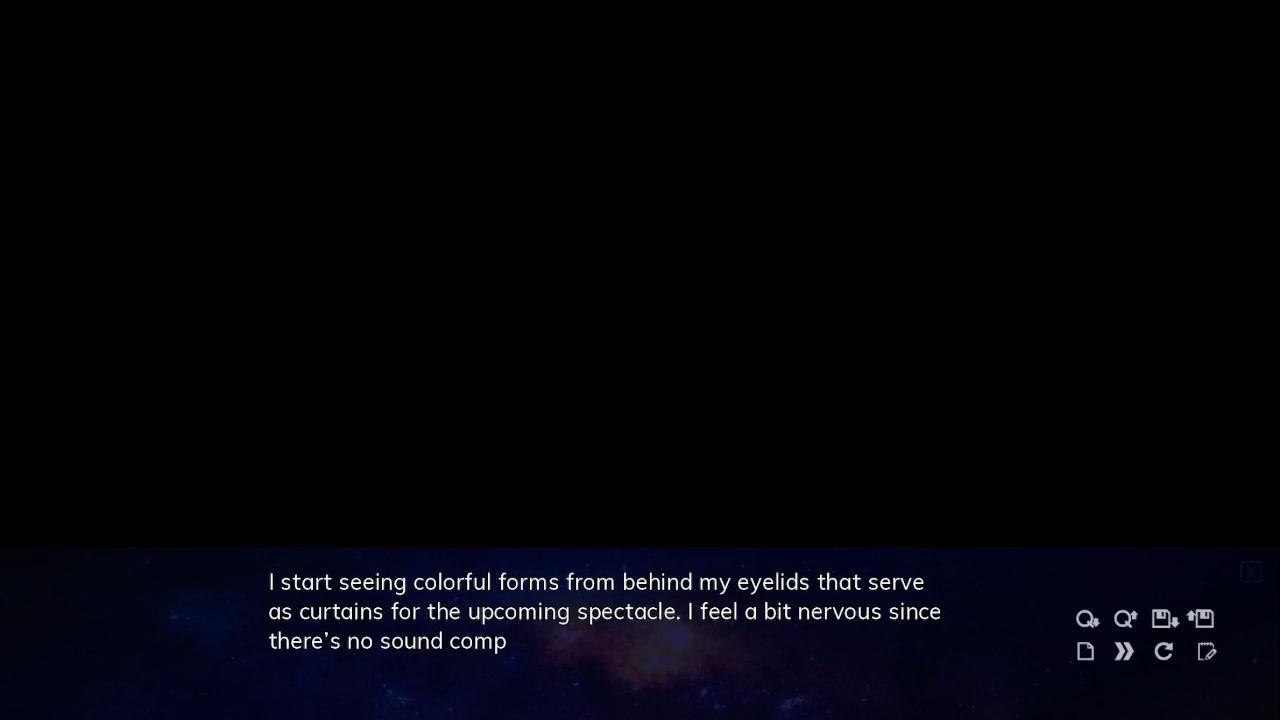 I start seeing colorful forms from behind my eyelids that serve
as curtains for the upcoming spectacle. I feel a bit nervous since
there's no sound comp